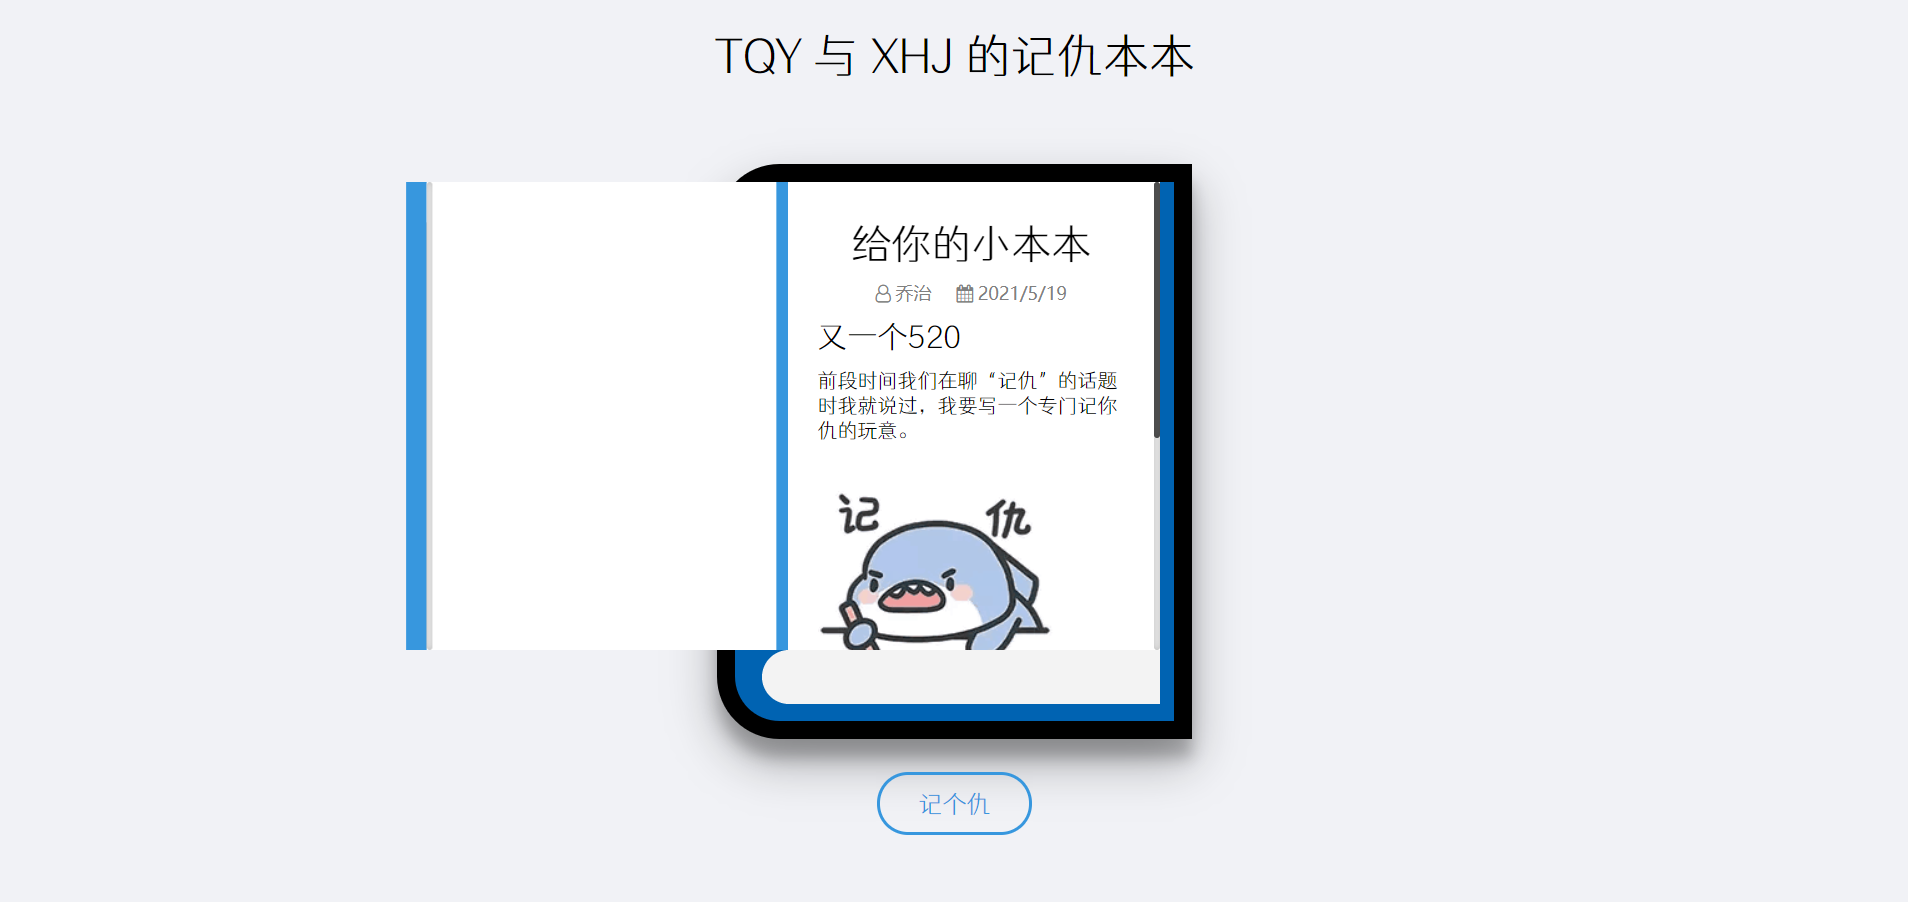 TQY 与 XHJ 的记仇本本
给你的小本本
乔治 2021/5/19
又一个520
前段时间我们在聊“记仇”的话题
时我就说过，我要写一个专门记你
仇的玩意。
记 仇
记个仇